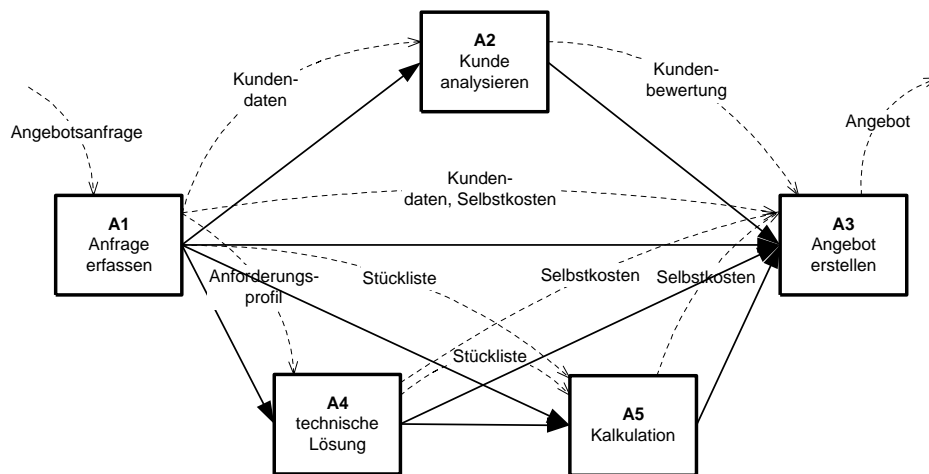 A2
Kunde
analysieren
Kunden-
daten
Kunden-
bewertung
Angebotsanfrage
Angebot
Kunden-
daten, Selbstkosten
A1
Anfrage
erfassen
A3
Angebot
erstellen
Anforderungs-
profil
Stückliste
Selbstkosten
Selbstkosten
Stückliste
A4
technische
Lösung
A5
Kalkulation